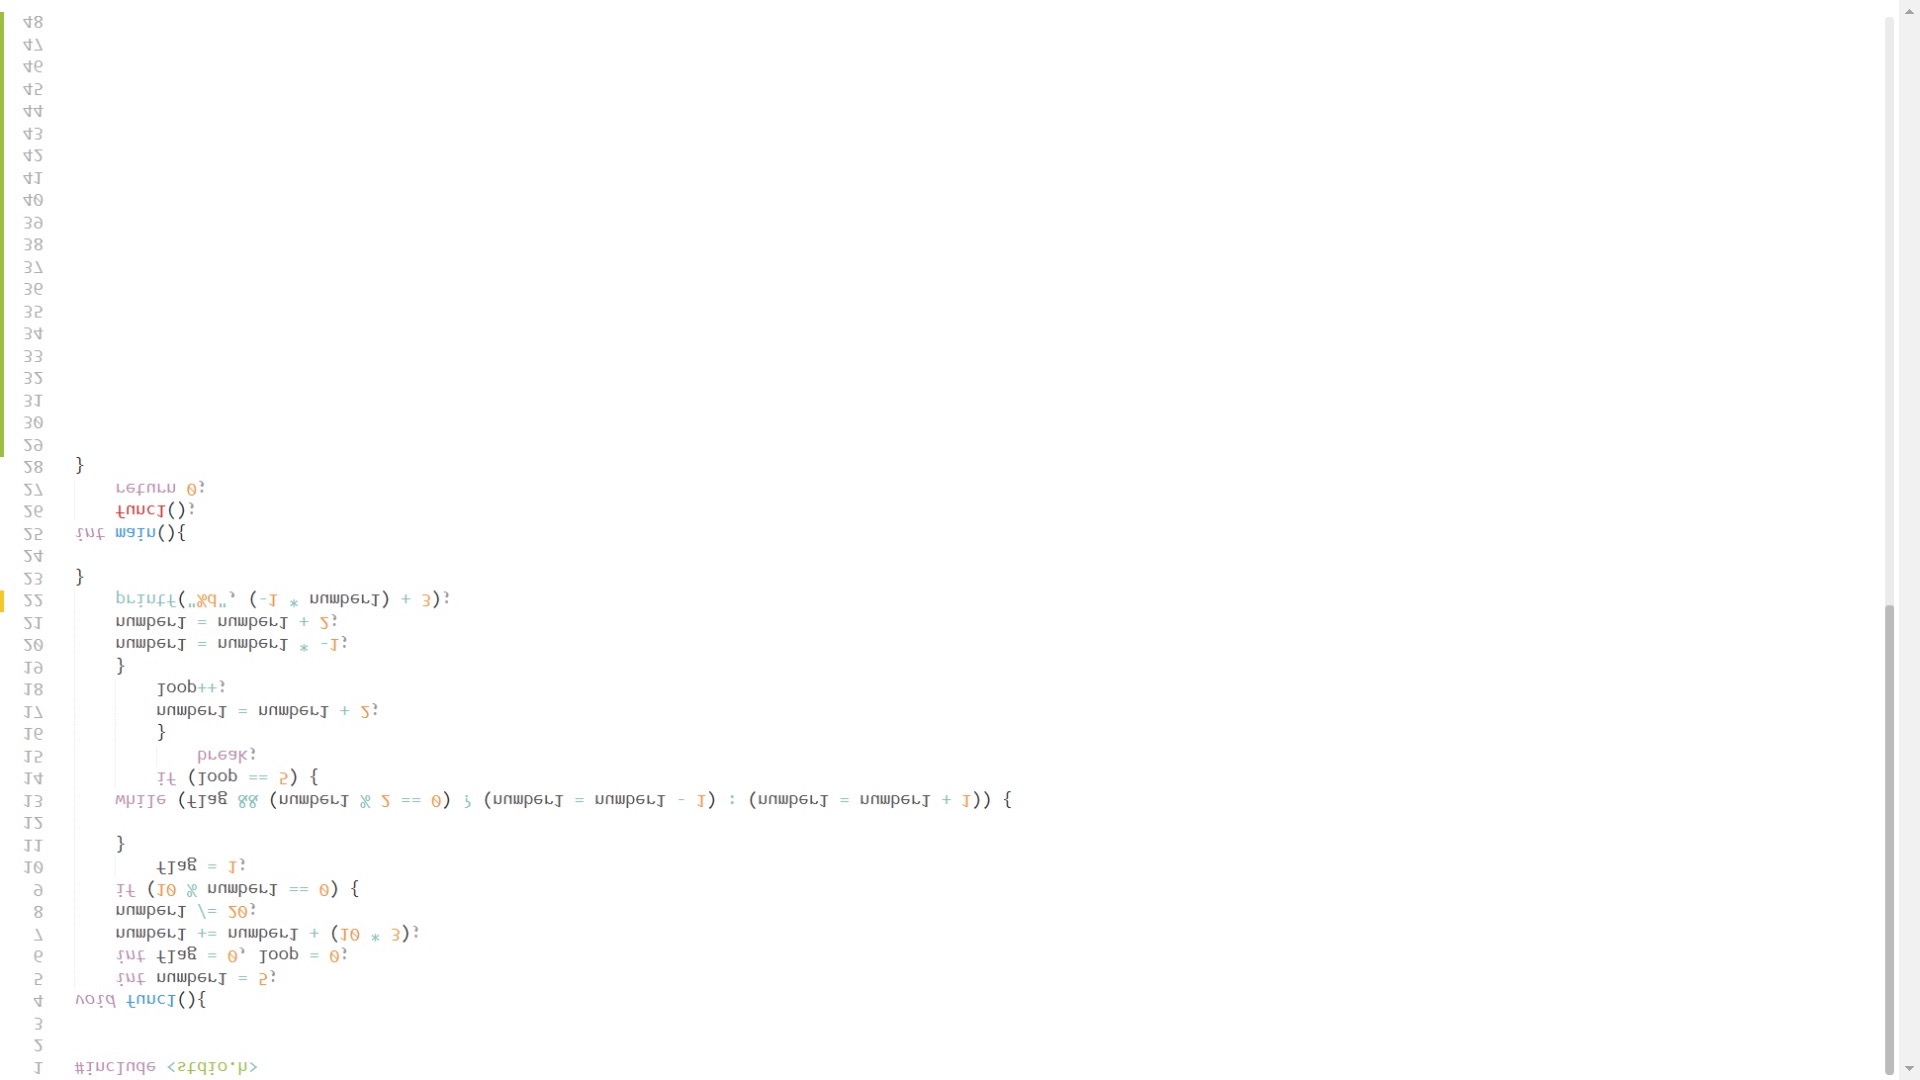 1 #include <stdio.h>
2
3
4 void func1(){
5     int number1 = 5;
6     int flag = 0, loop = 0;
7     number1 += number1 + (10 * 3);
8     number1 /= 20;
9     if (10 % number1 == 0) {
10         flag = 1;
11     }
12
13     while (flag && (number1 % 2 == 0) ? (number1 = number1 - 1) : (number1 = number1 + 1)) {
14         if (loop == 5) {
15             break;
16         }
17         number1 = number1 + 2;
18         loop++;
19     }
20     number1 = number1 * -1;
21     number1 = number1 + 2;
22     printf("%d", (-1 * number1) + 3);
23 }
24
25 int main(){
26     func1();
27     return 0;
28 }
29
30
31
32
33
34
35
36
37
38
39
40
41
42
43
44
45
46
47
48